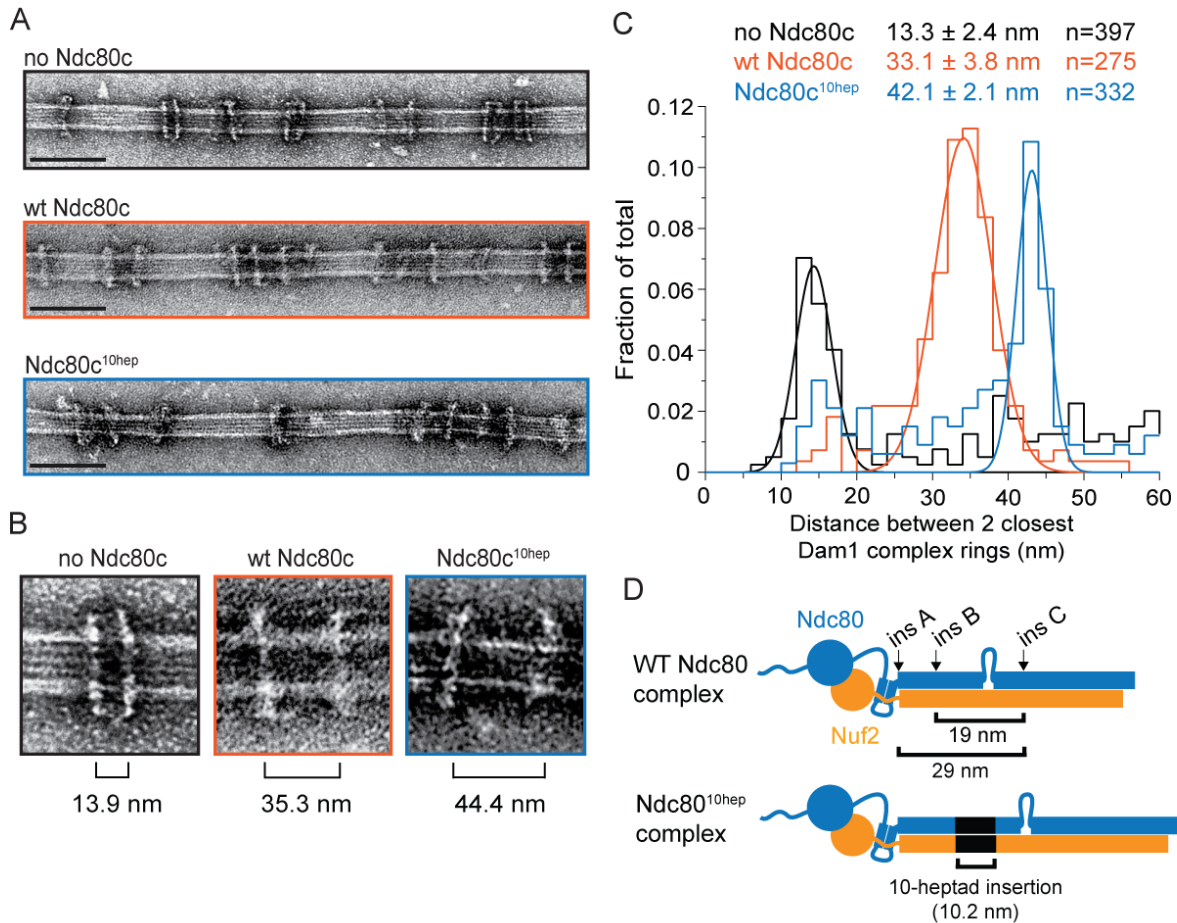 A
no Ndc80c
wt Ndc80c
Ndc80c10hep
B
no Ndc80c
wt Ndc80c
Ndc80c10hep
13.9 nm
35.3 nm
44.4 nm
C
no Ndc80c 13.3 ± 2.4 nm n=397
wt Ndc80c 33.1 ± 3.8 nm n=275
Ndc80c10hep 42.1 ± 2.1 nm n=332
Fraction of total
0.12
0.10
0.08
0.06
0.04
0.02
0
0 10 20 30 40 50 60
Distance between 2 closest
Dam1 complex rings (nm)
D
Ndc80
ins A
ins B
ins C
WT Ndc80
complex
Nuf2
19 nm
29 nm
Ndc8010hep
complex
10-heptad insertion
(10.2 nm)